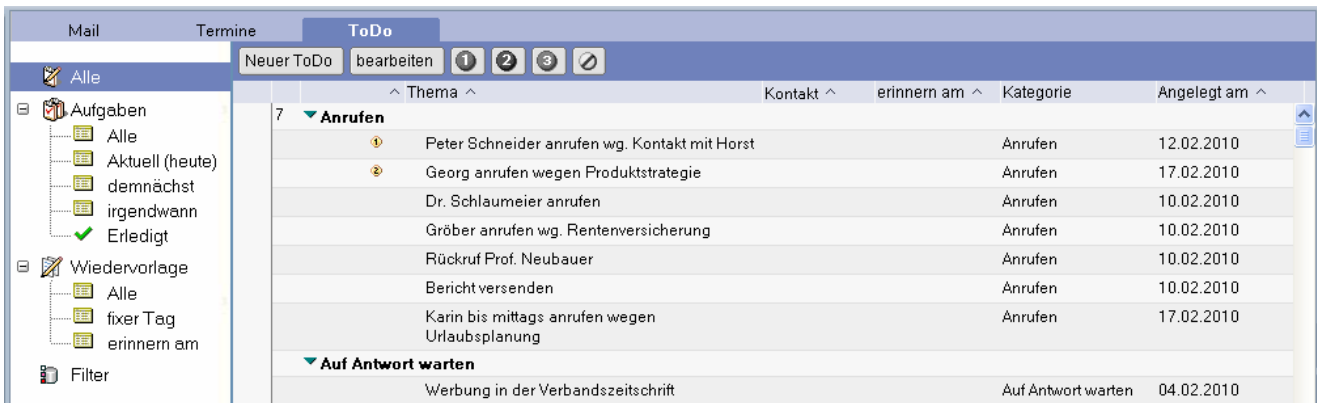 Mail Termine ToDo
Neuer ToDo bearbeiten 1 2 3
Alle
Aufgaben
Alle
Aktuell (heute)
demnächst
irgendwann
Erledigt
Wiedervorlage
Alle
fixer Tag
erinnern am
Filter
Thema Kontakt erinnern am Kategorie Angelegt am
7 Anrufen
1 Peter Schneider anrufen wg. Kontakt mit Horst Anrufen 12.02.2010
2 Georg anrufen wegen Produktstrategie Anrufen 17.02.2010
Dr. Schlaumeier anrufen Anrufen 10.02.2010
Gröber anrufen wg. Rentenversicherung Anrufen 10.02.2010
Rückruf Prof. Neubauer Anrufen 10.02.2010
Bericht versenden Anrufen 10.02.2010
Karin bis mittags anrufen wegen Anrufen 17.02.2010
Urlaubsplanung
Auf Antwort warten
Werbung in der Verbandszeitschrift Auf Antwort warten 04.02.2010